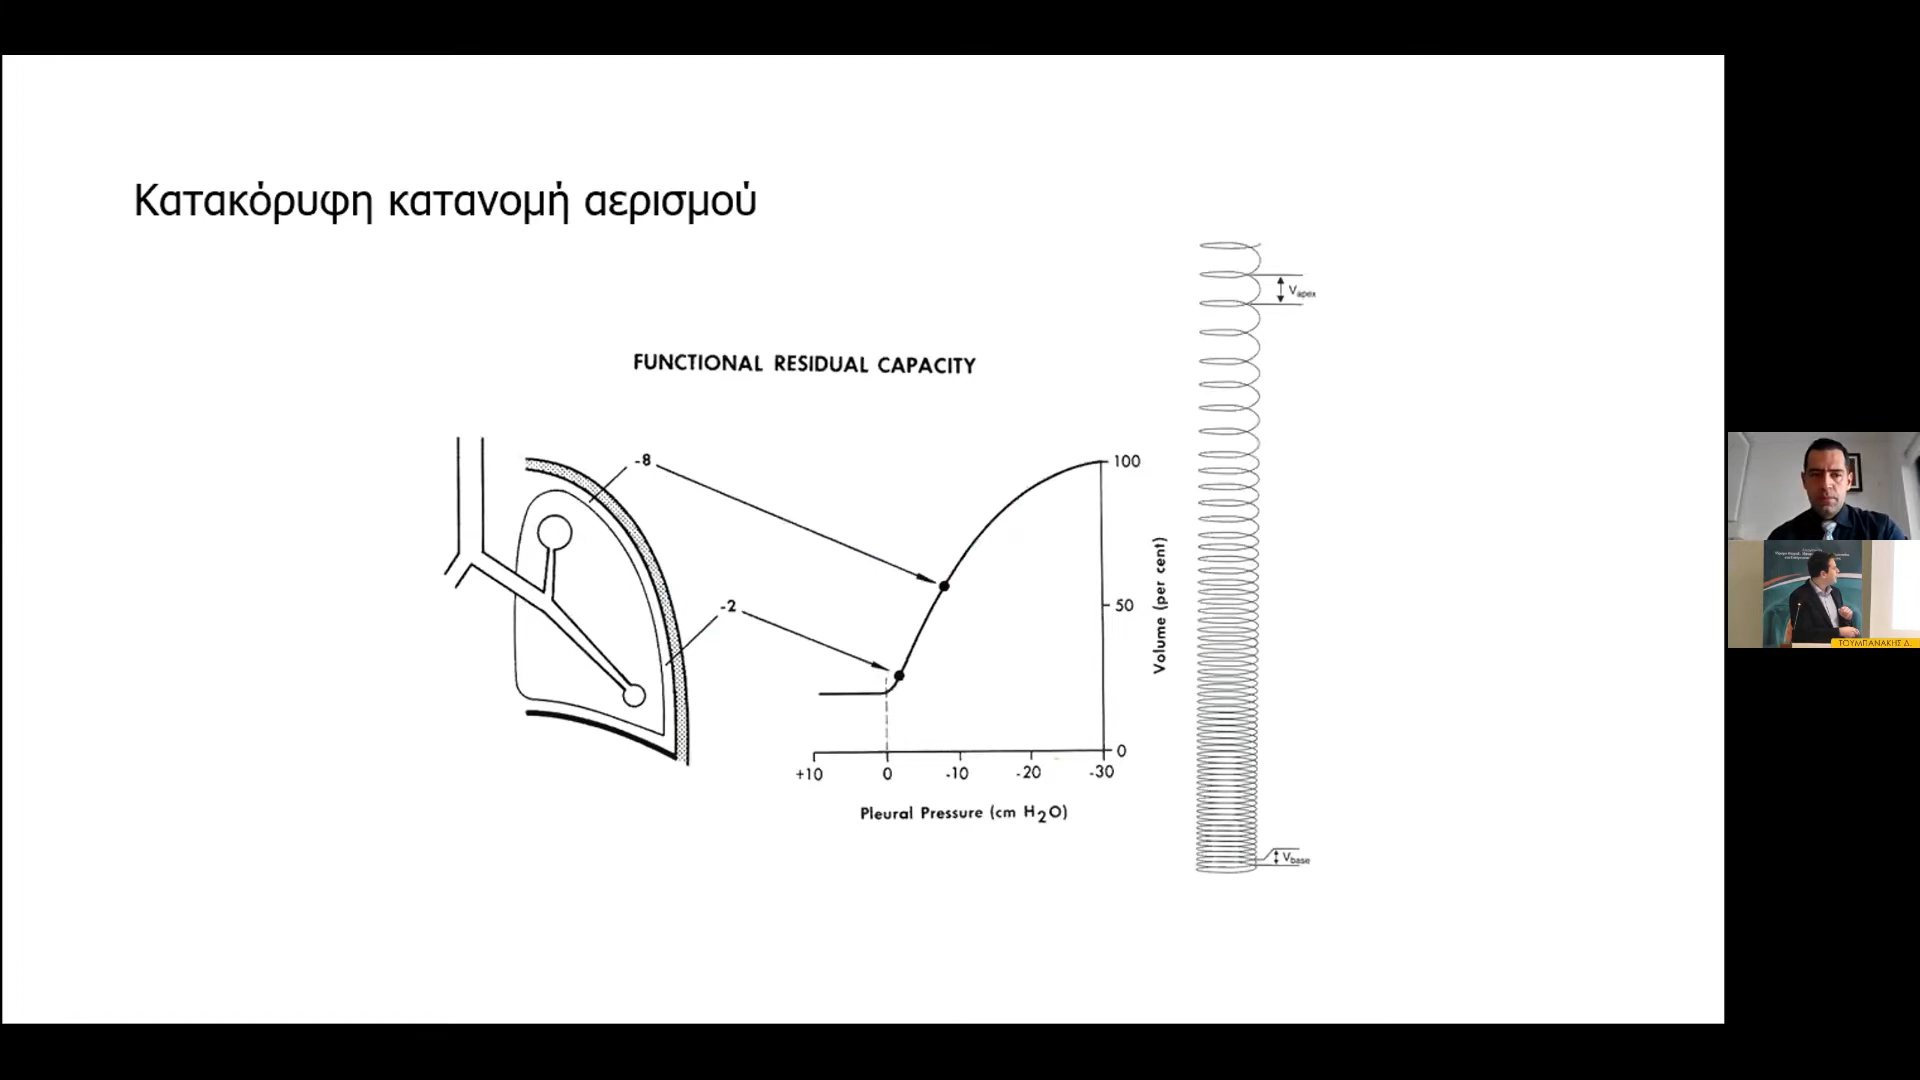 Κατακόρυφη κατανομή αερισμού
FUNCTIONAL RESIDUAL CAPACITY
-8
-2
100
50
0
Volume (per cent)
+10 0 -10 -20 -30
Pleural Pressure (cm H2O)
Vapex
Vbase
ΤΟΥΜΠΑΝΑΚΗΣ Δ.